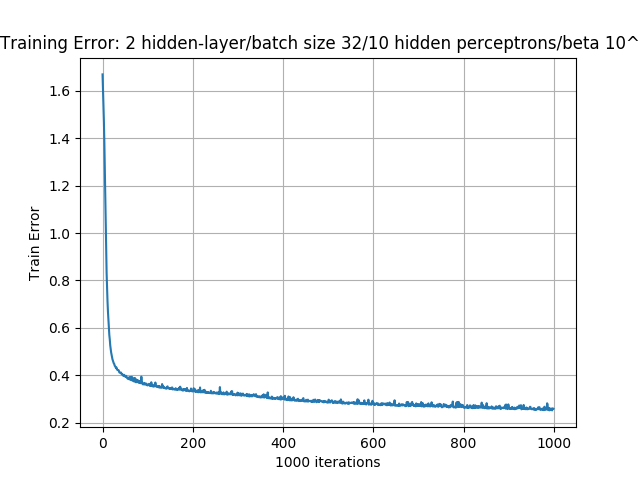 Training Error: 2 hidden-layer/batch size 32/10 hidden perceptrons/beta 10^
1.6
1.4
1.2
1.0
0.8
0.6
0.4
0.2
Train Error
0 200 400 600 800 1000
1000 iterations